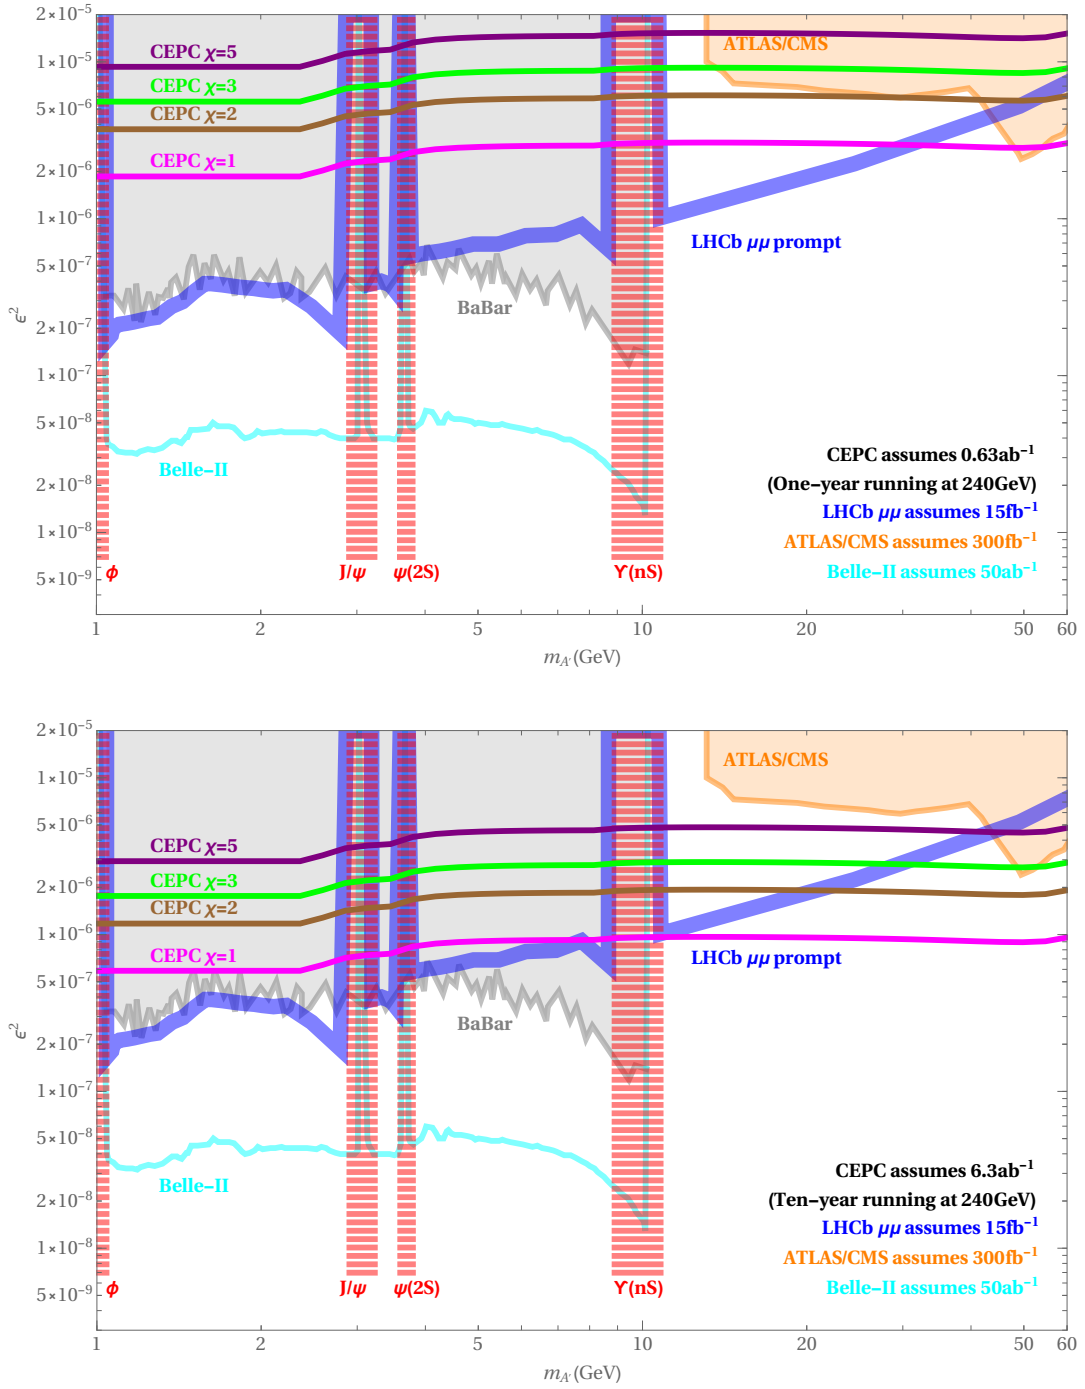 2×10⁻⁵
1×10⁻⁵
5×10⁻⁶
2×10⁻⁶
1×10⁻⁶
5×10⁻⁷
2×10⁻⁷
1×10⁻⁷
5×10⁻⁸
2×10⁻⁸
1×10⁻⁸
5×10⁻⁹
ϵ²
CEPC χ=5
CEPC χ=3
CEPC χ=2
CEPC χ=1
ATLAS/CMS
LHCb μμ prompt
BaBar
Belle−II
CEPC assumes 0.63ab⁻¹
(One−year running at 240GeV)
LHCb μμ assumes 15fb⁻¹
ATLAS/CMS assumes 300fb⁻¹
Belle−II assumes 50ab⁻¹
ϕ J/ψ ψ(2S) ϒ(nS)
1 2 5 10 20 50 60
m_A′(GeV)
2×10⁻⁵
1×10⁻⁵
5×10⁻⁶
2×10⁻⁶
1×10⁻⁶
5×10⁻⁷
2×10⁻⁷
1×10⁻⁷
5×10⁻⁸
2×10⁻⁸
1×10⁻⁸
5×10⁻⁹
ϵ²
ATLAS/CMS
CEPC χ=5
CEPC χ=3
CEPC χ=2
CEPC χ=1
LHCb μμ prompt
BaBar
Belle−II
CEPC assumes 6.3ab⁻¹
(Ten−year running at 240GeV)
LHCb μμ assumes 15fb⁻¹
ATLAS/CMS assumes 300fb⁻¹
Belle−II assumes 50ab⁻¹
ϕ J/ψ ψ(2S) ϒ(nS)
1 2 5 10 20 50 60
m_A′(GeV)